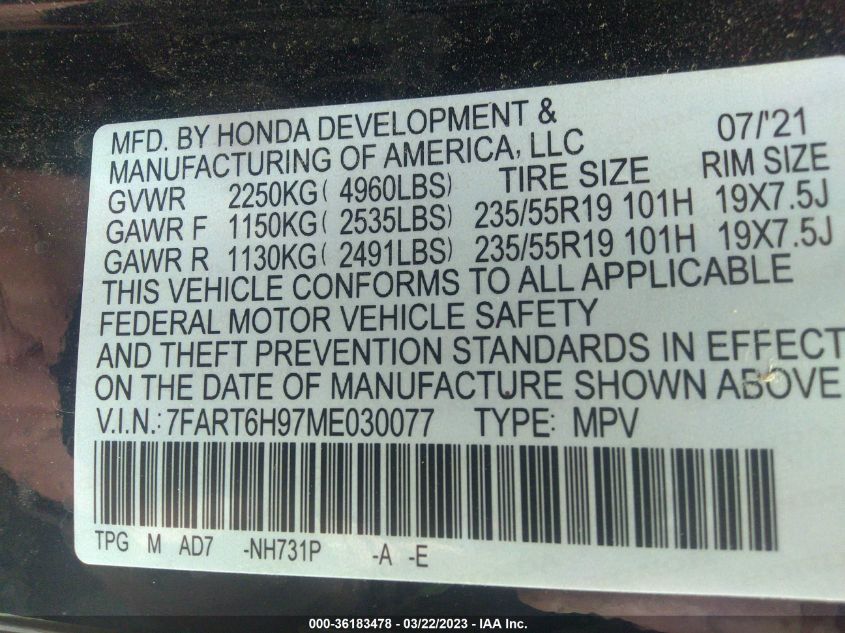 MFD. BY HONDA DEVELOPMENT & 07/'21
MANUFACTURING OF AMERICA, LLC
GVWR 2250KG( 4960LBS) TIRE SIZE RIM SIZE
GAWR F 1150KG( 2535LBS) 235/55R19 101H 19X7.5J
GAWR R 1130KG( 2491LBS) 235/55R19 101H 19X7.5J
THIS VEHICLE CONFORMS TO ALL APPLICABLE
FEDERAL MOTOR VEHICLE SAFETY
AND THEFT PREVENTION STANDARDS IN EFFECT
ON THE DATE OF MANUFACTURE SHOWN ABOVE
V.I.N.: 7FART6H97ME030077 TYPE: MPV
TPG M AD7 -NH731P -A -E
000-36183478 - 03/22/2023 - IAA Inc.